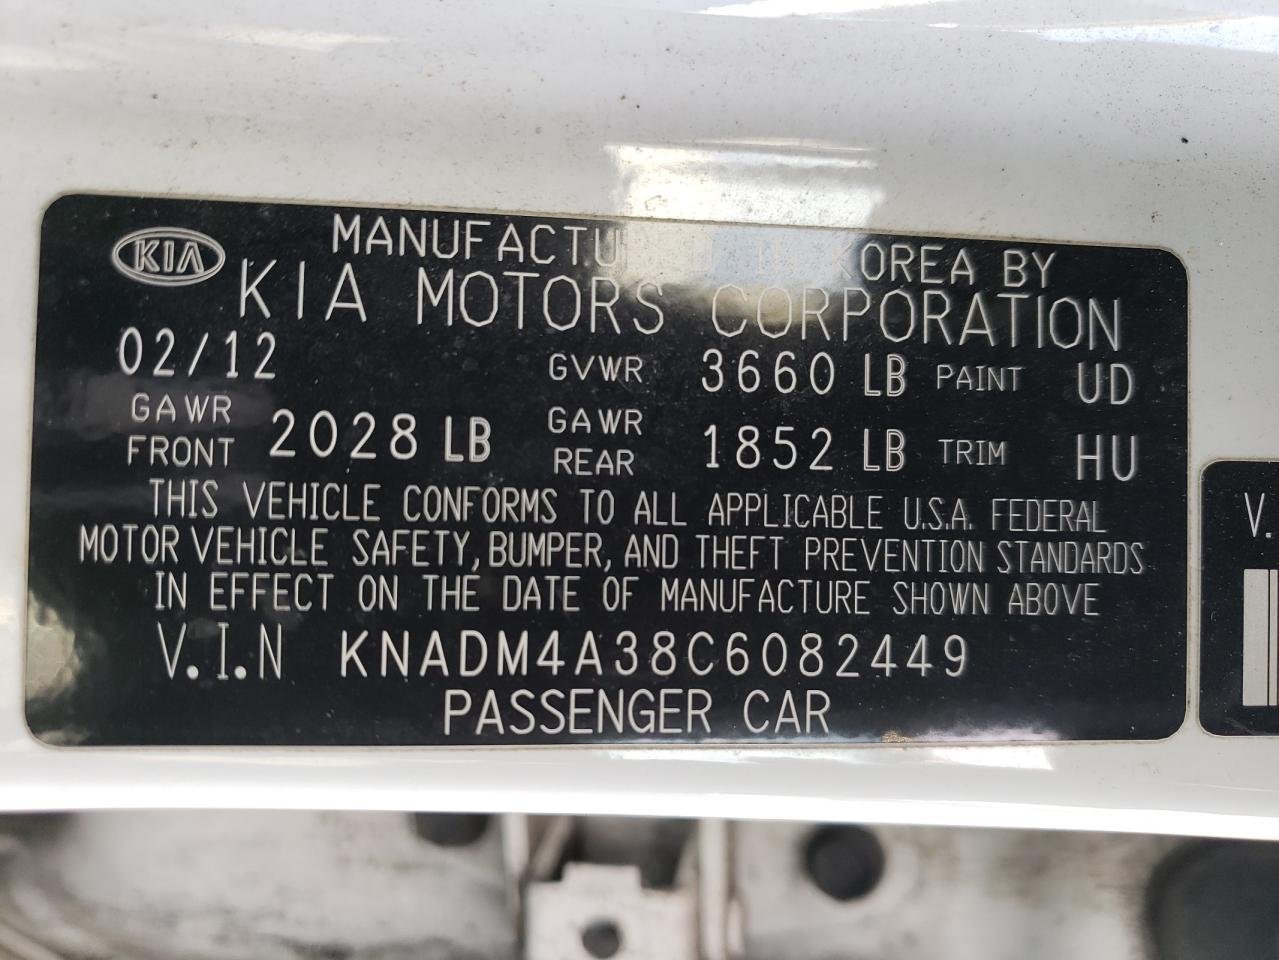 MANUFACTURED IN KOREA BY
KIA
KIA MOTORS CORPORATION
02/12 GVWR 3660 LB PAINT UD
GAWR FRONT 2028 LB GAWR REAR 1852 LB TRIM HU
THIS VEHICLE CONFORMS TO ALL APPLICABLE U.S.A. FEDERAL
MOTOR VEHICLE SAFETY, BUMPER, AND THEFT PREVENTION STANDARDS
IN EFFECT ON THE DATE OF MANUFACTURE SHOWN ABOVE
V.I.N KNADM4A38C6082449
PASSENGER CAR
V.